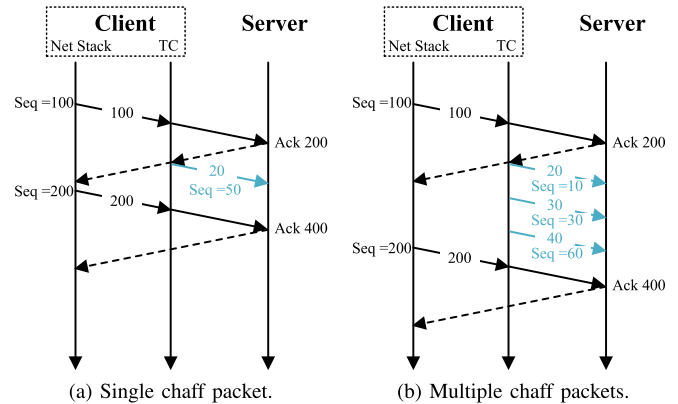 Client Server
Net Stack TC
Seq =100
100
Ack 200
20
Seq =50
Seq =200
200
Ack 400
(a) Single chaff packet.
Client Server
Net Stack TC
Seq =100
100
Ack 200
20
Seq =10
30
Seq =30
40
Seq =60
Seq =200
200
Ack 400
(b) Multiple chaff packets.